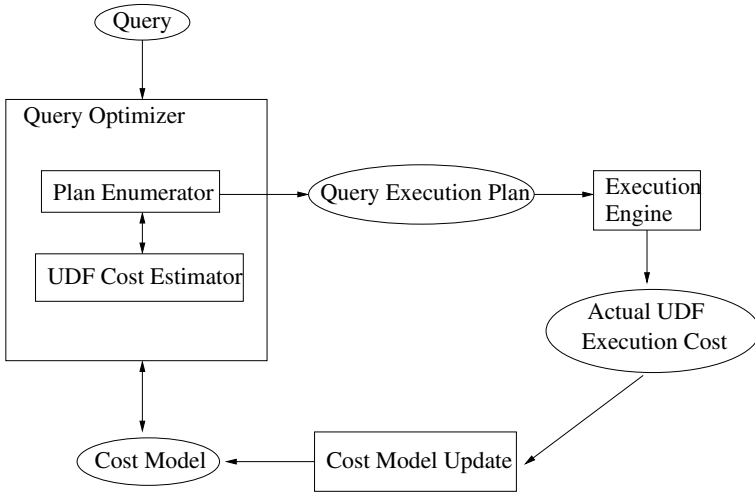 Query
Query Optimizer
Plan Enumerator
Query Execution Plan
Execution
Engine
UDF Cost Estimator
Actual UDF
Execution Cost
Cost Model
Cost Model Update